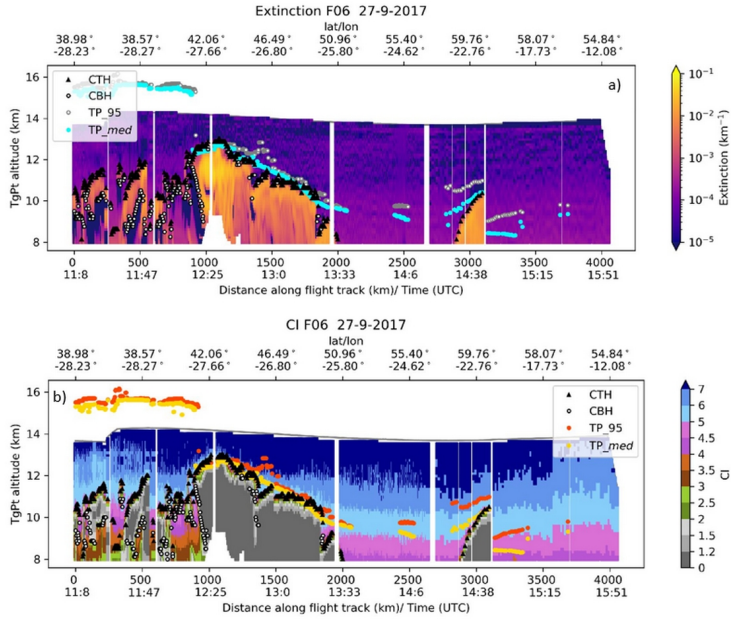 Extinction F06 27-9-2017
lat/lon
38.98° 38.57° 42.06° 46.49° 50.96° 55.40° 59.76° 58.07° 54.84°
-28.23° -28.27° -27.66° -26.80° -25.80° -24.62° -22.76° -17.73° -12.08°
a)
CTH
CBH
TP_95
TP_med
16
14
12
10
8
TgPt altitude (km)
0 500 1000 1500 2000 2500 3000 3500 4000
11:8 11:47 12:25 13:0 13:33 14:6 14:38 15:15 15:51
Distance along flight track (km)/ Time (UTC)
10⁻¹
10⁻²
10⁻³
10⁻⁴
10⁻⁵
Extinction (km⁻¹)
CI F06 27-9-2017
lat/lon
38.98° 38.57° 42.06° 46.49° 50.96° 55.40° 59.76° 58.07° 54.84°
-28.23° -28.27° -27.66° -26.80° -25.80° -24.62° -22.76° -17.73° -12.08°
b)
CTH
CBH
TP_95
TP_med
16
14
12
10
8
TgPt altitude (km)
0 500 1000 1500 2000 2500 3000 3500 4000
11:8 11:47 12:25 13:0 13:33 14:6 14:38 15:15 15:51
Distance along flight track (km)/ Time (UTC)
7
6
5
4.5
4
3.5
3
2.5
2
1.5
1.2
0
CI